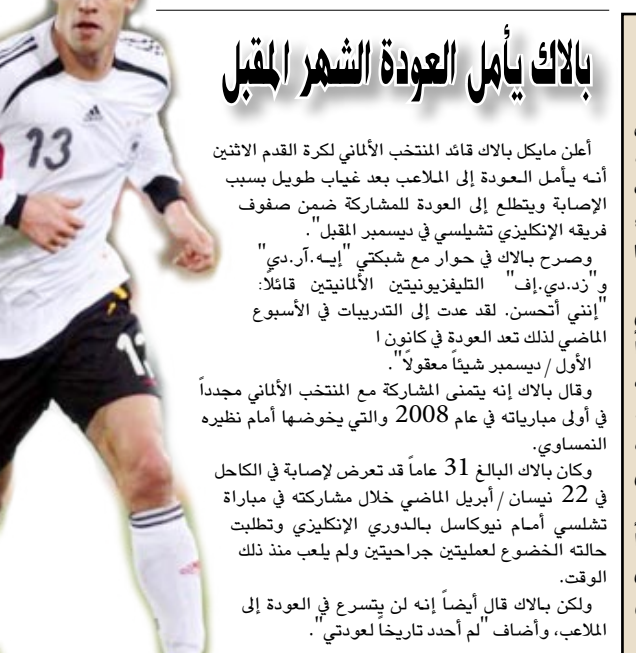 بالاك يأمل العودة الشهر المقبل
أعلن مايكل بالاك قائد المنتخب الألماني لكرة القدم الاثنين
أنه يأمل العودة إلى الملاعب بعد غياب طويل بسبب
الإصابة ويتطلع إلى العودة للمشاركة ضمن صفوف
فريقه الإنكليزي تشيلسي في ديسمبر المقبل".
وصرح بالاك في حوار مع شبكتي "إيه.آر.دي"
و"زد.دي.إف" التليفزيونيتين الألمانيتين قائلاً:
"إنني أتحسن. لقد عدت إلى التدريبات في الأسبوع
الماضي لذلك تعد العودة في كانون ا
الأول / ديسمبر شيئاً معقولاً".
وقال بالاك إنه يتمنى المشاركة مع المنتخب الألماني مجدداً
في أولى مبارياته في عام 2008 والتي يخوضها أمام نظيره
النمساوي.
وكان بالاك البالغ 31 عاماً قد تعرض لإصابة في الكاحل
في 22 نيسان / أبريل الماضي خلال مشاركته في مباراة
تشلسي أمام نيوكاسل بالدوري الإنكليزي وتطلبت
حالته الخضوع لعمليتين جراحيتين ولم يلعب منذ ذلك
الوقت.
ولكن بالاك قال أيضاً إنه لن يتسرع في العودة إلى
الملاعب، وأضاف "لم أحدد تاريخاً لعودتي".
adidas
13
13